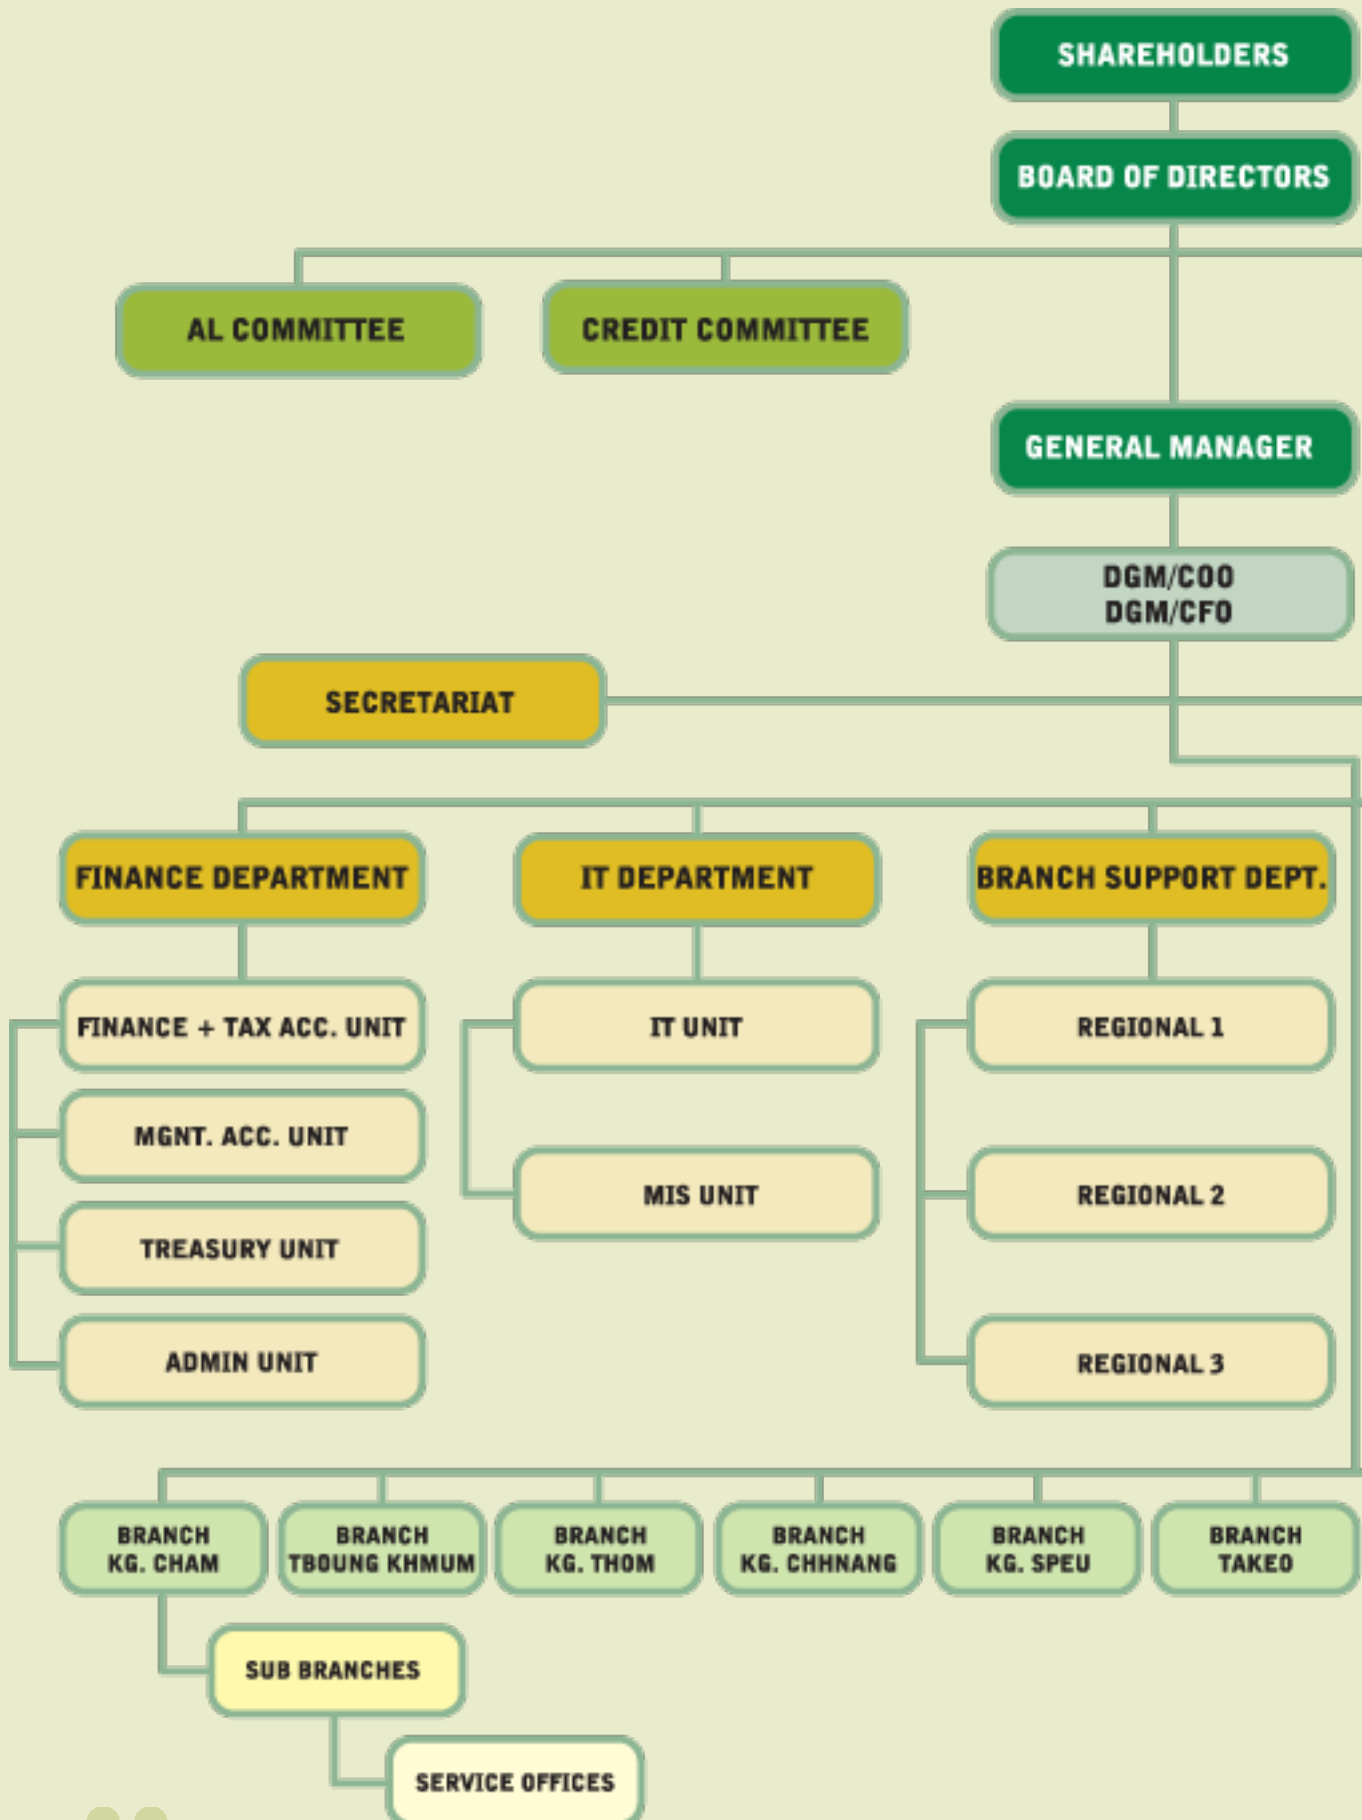 SHAREHOLDERS
BOARD OF DIRECTORS
AL COMMITTEE
CREDIT COMMITTEE
GENERAL MANAGER
DGM/COO
DGM/CFO
SECRETARIAT
FINANCE DEPARTMENT
IT DEPARTMENT
BRANCH SUPPORT DEPT.
FINANCE + TAX ACC. UNIT
IT UNIT
REGIONAL 1
MGNT. ACC. UNIT
MIS UNIT
REGIONAL 2
TREASURY UNIT
ADMIN UNIT
REGIONAL 3
BRANCH
KG. CHAM
BRANCH
TBOUNG KHMUM
BRANCH
KG. THOM
BRANCH
KG. CHHNANG
BRANCH
KG. SPEU
BRANCH
TAKEO
SUB BRANCHES
SERVICE OFFICES